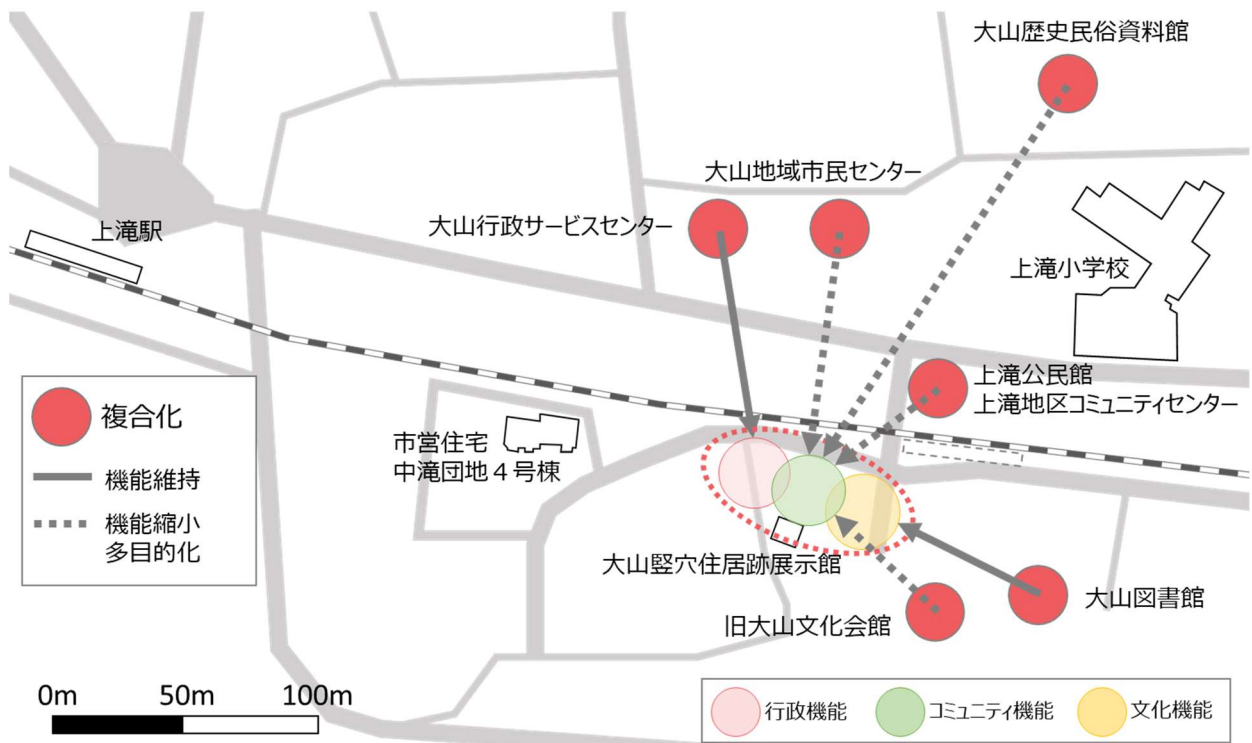 大山歴史民俗資料館
大山地域市民センター
大山行政サービスセンター
上滝駅
上滝小学校
上滝公民館
上滝地区コミュニティセンター
複合化
機能維持
機能縮小
多目的化
市営住宅
中滝団地４号棟
大山竪穴住居跡展示館
大山図書館
旧大山文化会館
0m
50m
100m
行政機能
コミュニティ機能
文化機能